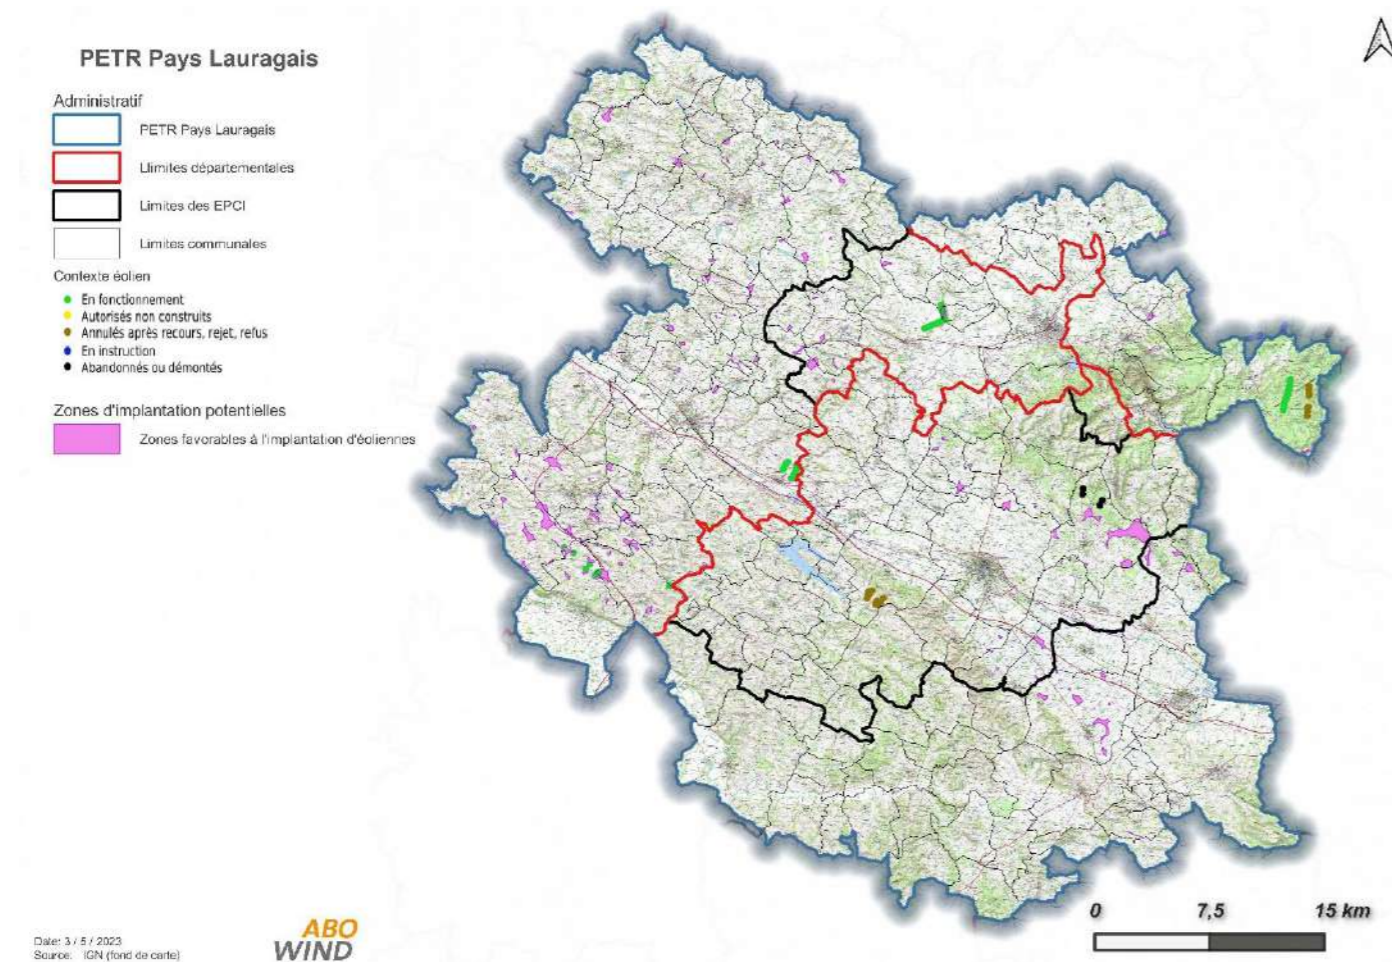 PETR Pays Lauragais
Administratif
PETR Pays Lauragais
Llimites départementales
Limites des EPCI
Limites communales
Contexte éolien
En fonctionnement
Autorisés non construits
Annulés après recours, rejet, refus
En instruction
Abandonnés ou démontés
Zones d'implantation potentielles
Zones favorables à l'implantation d'éoliennes
0 7,5 15 km
Date: 3 / 5 / 2023
Source: IGN (fond de carte)
ABO
WIND